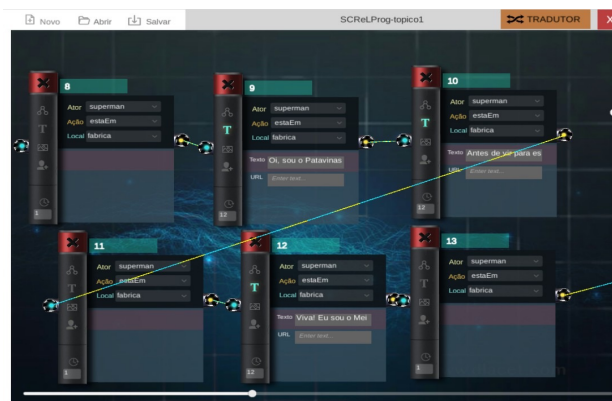 Novo Abrir Salvar SCReLProg-topico1 TRADUTOR X
8
Ator superman
Ação estaEm
Local fabrica
1
9
Ator superman
Ação estaEm
Local fabrica
T
Texto Oi, sou o Patavinas
URL Enter text...
12
10
Ator superman
Ação estaEm
Local fabrica
T
Texto Antes de vir para es
URL Enter text...
12
11
Ator superman
Ação estaEm
Local fabrica
T
1
12
Ator superman
Ação estaEm
Local fabrica
T
Texto Viva! Eu sou o Mei
URL Enter text...
12
13
Ator superman
Ação estaEm
Local fabrica
T
1